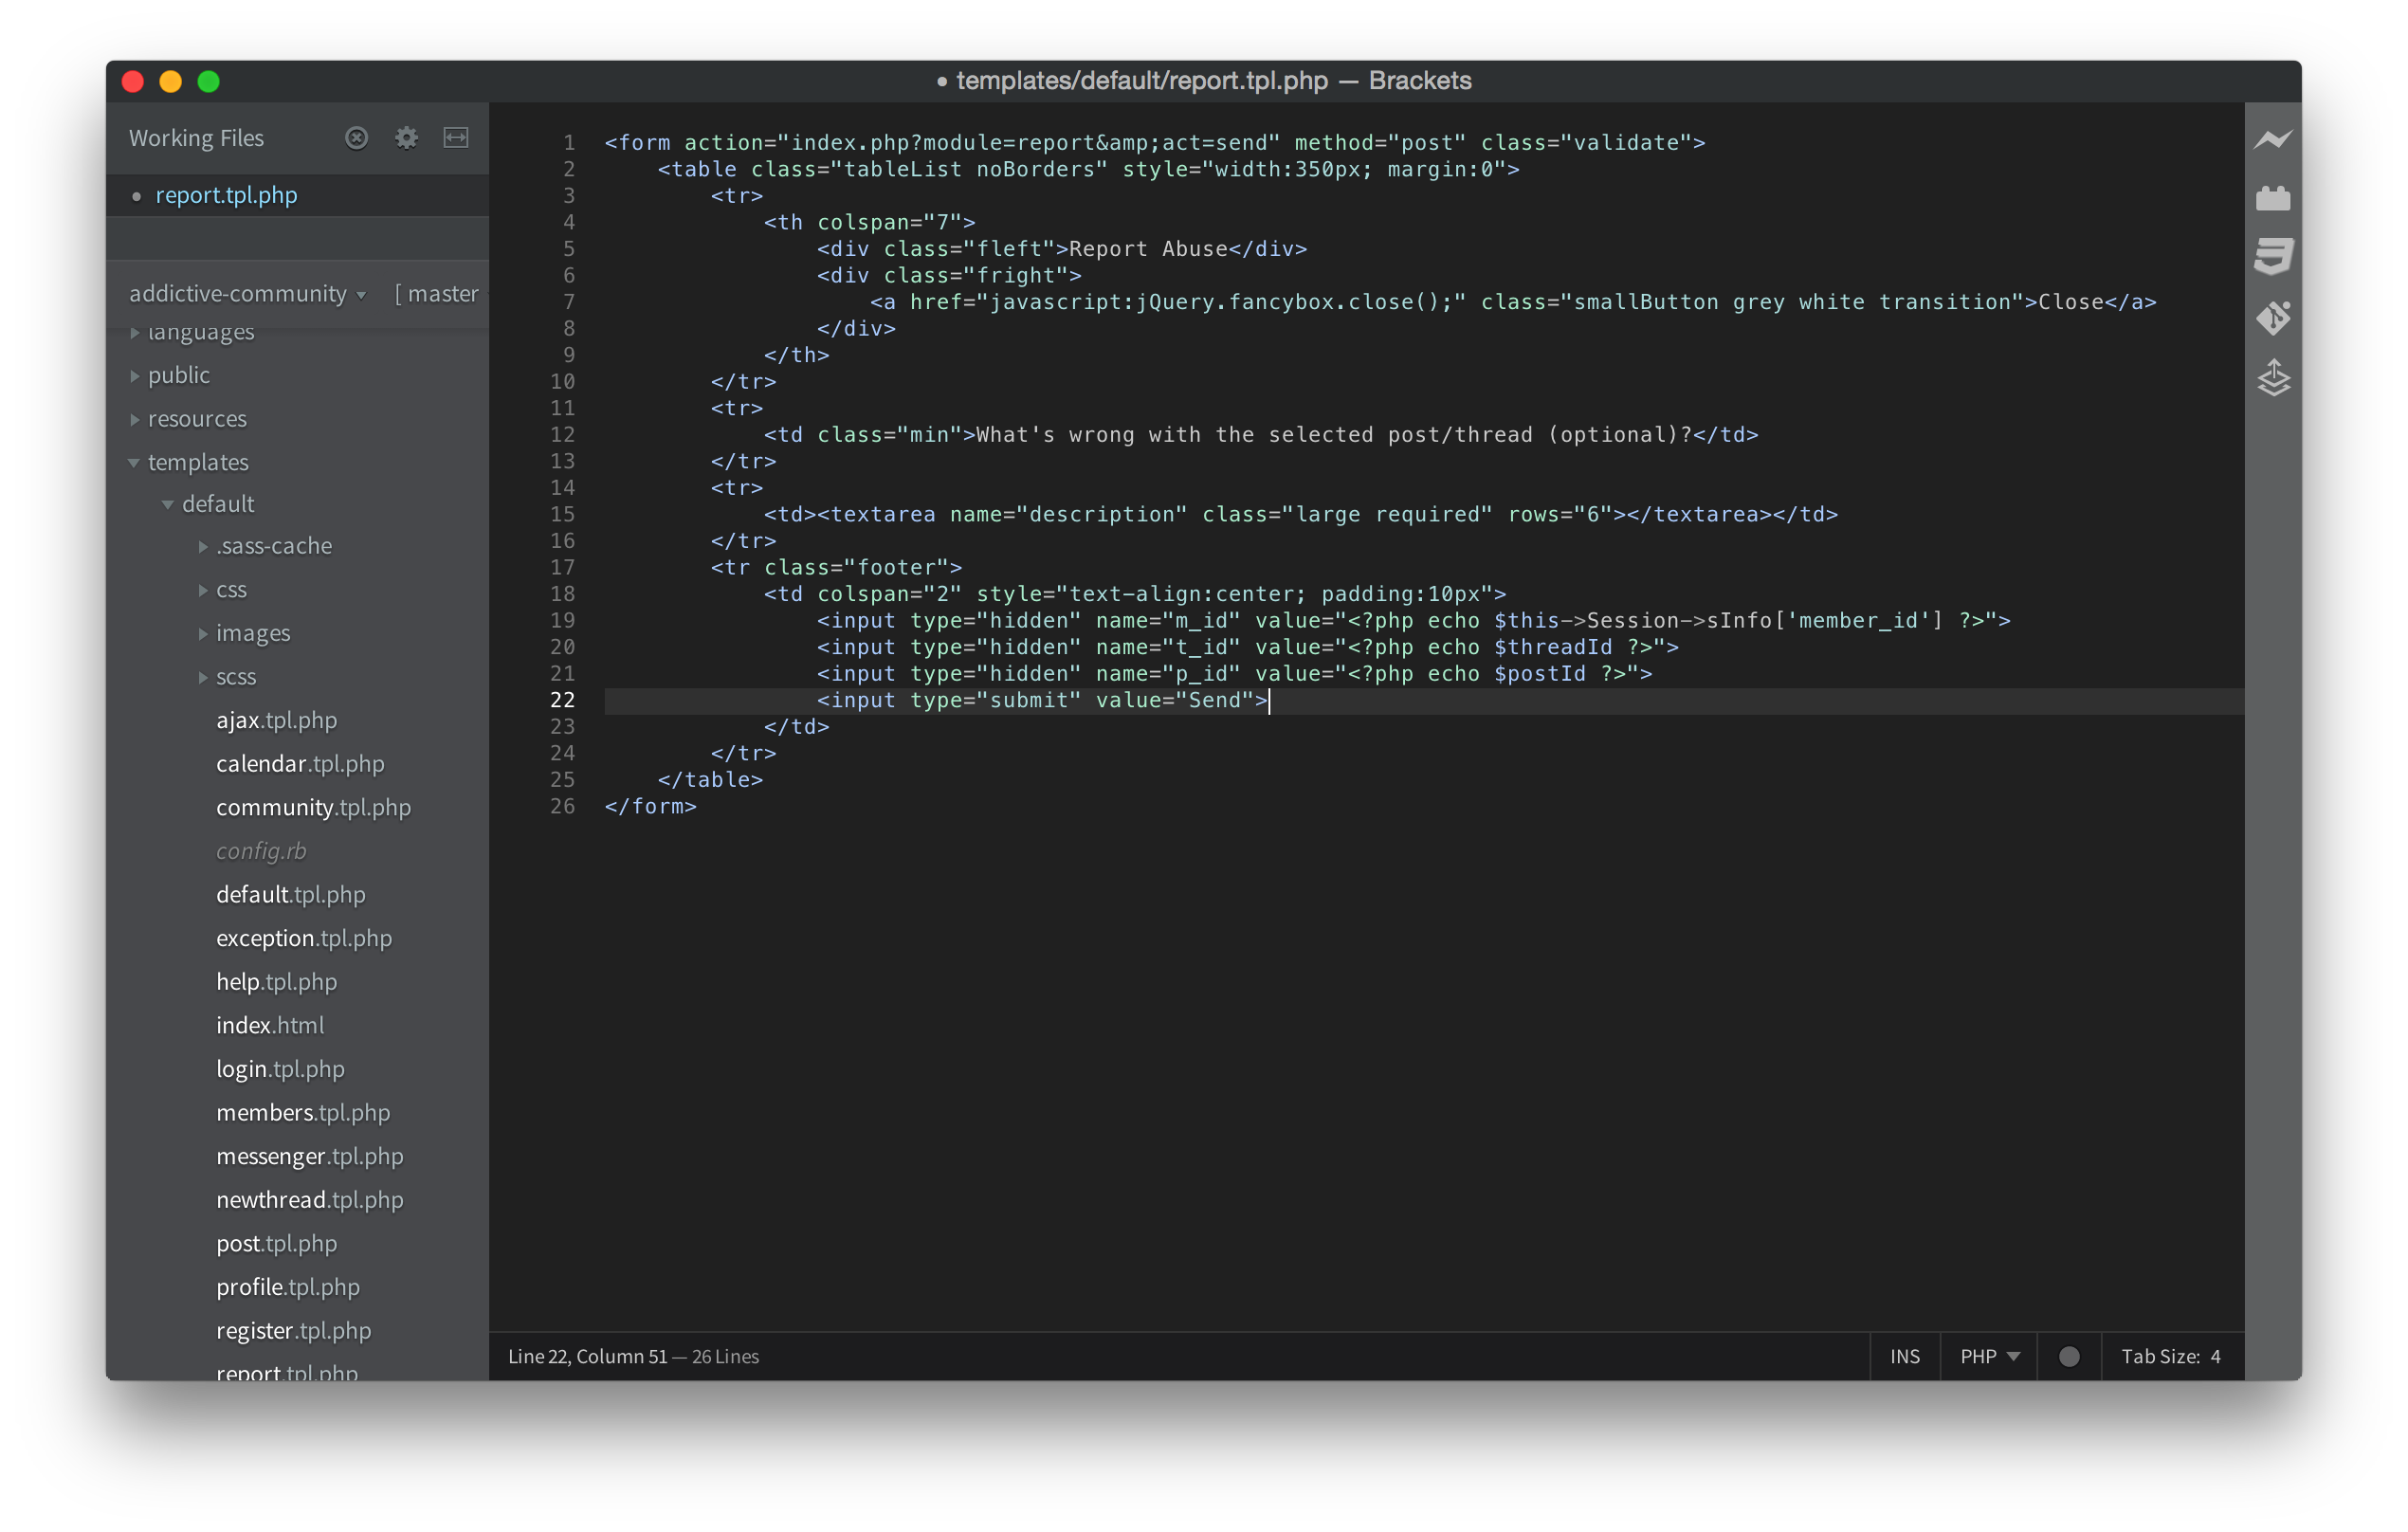 • templates/default/report.tpl.php — Brackets
Working Files
report.tpl.php
addictive-community
[ master
languages
public
resources
templates
default
.sass-cache
css
images
scss
ajax.tpl.php
calendar.tpl.php
community.tpl.php
config.rb
default.tpl.php
exception.tpl.php
help.tpl.php
index.html
login.tpl.php
members.tpl.php
messenger.tpl.php
newthread.tpl.php
post.tpl.php
profile.tpl.php
register.tpl.php
report.tpl.php
1 <form action="index.php?module=report&amp;act=send" method="post" class="validate">
2 <table class="tableList noBorders" style="width:350px; margin:0">
3 <tr>
4 <th colspan="7">
5 <div class="fleft">Report Abuse</div>
6 <div class="fright">
7 <a href="javascript:jQuery.fancybox.close();" class="smallButton grey white transition">Close</a>
8 </div>
9 </th>
10 </tr>
11 <tr>
12 <td class="min">What's wrong with the selected post/thread (optional)?</td>
13 </tr>
14 <tr>
15 <td><textarea name="description" class="large required" rows="6"></textarea></td>
16 </tr>
17 <tr class="footer">
18 <td colspan="2" style="text-align:center; padding:10px">
19 <input type="hidden" name="m_id" value="<?php echo $this->Session->sInfo['member_id'] ?>">
20 <input type="hidden" name="t_id" value="<?php echo $threadId ?>">
21 <input type="hidden" name="p_id" value="<?php echo $postId ?>">
22 <input type="submit" value="Send">
23 </td>
24 </tr>
25 </table>
26 </form>
Line 22, Column 51 — 26 Lines
INS
PHP
Tab Size: 4